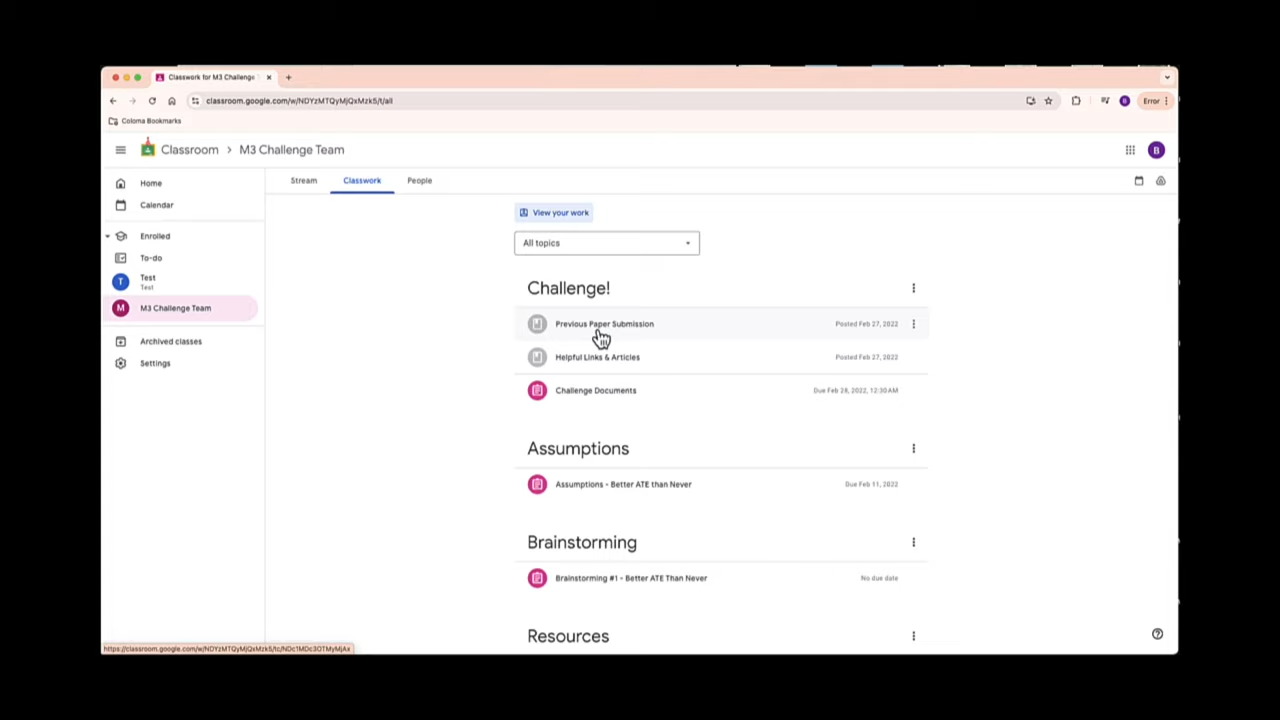 Classwork for M3 Challenge
classroom.google.com/w/NDYzMTQyMjQxMzk5/t/all
Error
Coloma Bookmarks
Classroom > M3 Challenge Team
B
Home
Calendar
Enrolled
To-do
T Test
Test
M M3 Challenge Team
Archived classes
Settings
Stream Classwork People
View your work
All topics
Challenge!
Previous Paper Submission Posted Feb 27, 2022
Helpful Links & Articles Posted Feb 27, 2022
Challenge Documents Due Feb 28, 2022, 12:30 AM
Assumptions
Assumptions - Better ATE than Never Due Feb 11, 2022
Brainstorming
Brainstorming #1 - Better ATE Than Never No due date
Resources